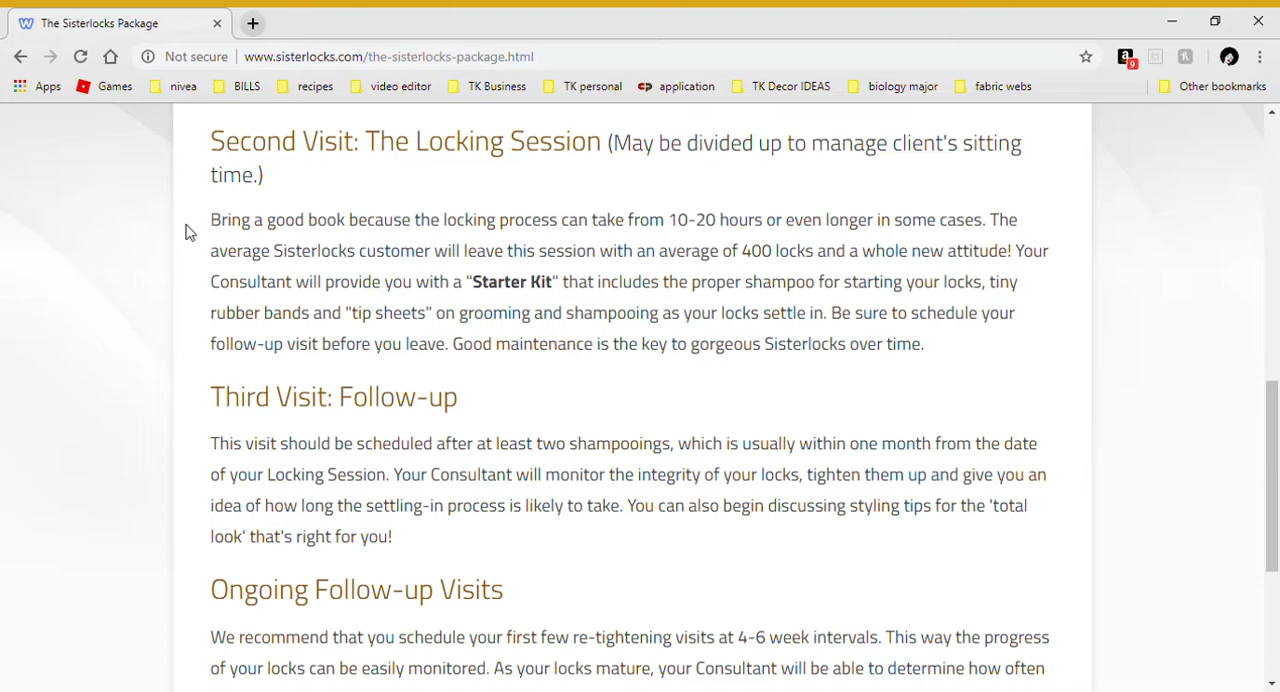 The Sisterlocks Package
Not secure www.sisterlocks.com/the-sisterlocks-package.html
a 9
Apps Games nivea BILLS recipes video editor TK Business TK personal application TK Decor IDEAS biology major fabric webs Other bookmarks
Second Visit: The Locking Session (May be divided up to manage client's sitting
time.)
Bring a good book because the locking process can take from 10-20 hours or even longer in some cases. The
average Sisterlocks customer will leave this session with an average of 400 locks and a whole new attitude! Your
Consultant will provide you with a "Starter Kit" that includes the proper shampoo for starting your locks, tiny
rubber bands and "tip sheets" on grooming and shampooing as your locks settle in. Be sure to schedule your
follow-up visit before you leave. Good maintenance is the key to gorgeous Sisterlocks over time.
Third Visit: Follow-up
This visit should be scheduled after at least two shampooings, which is usually within one month from the date
of your Locking Session. Your Consultant will monitor the integrity of your locks, tighten them up and give you an
idea of how long the settling-in process is likely to take. You can also begin discussing styling tips for the 'total
look' that's right for you!
Ongoing Follow-up Visits
We recommend that you schedule your first few re-tightening visits at 4-6 week intervals. This way the progress
of your locks can be easily monitored. As your locks mature, your Consultant will be able to determine how often